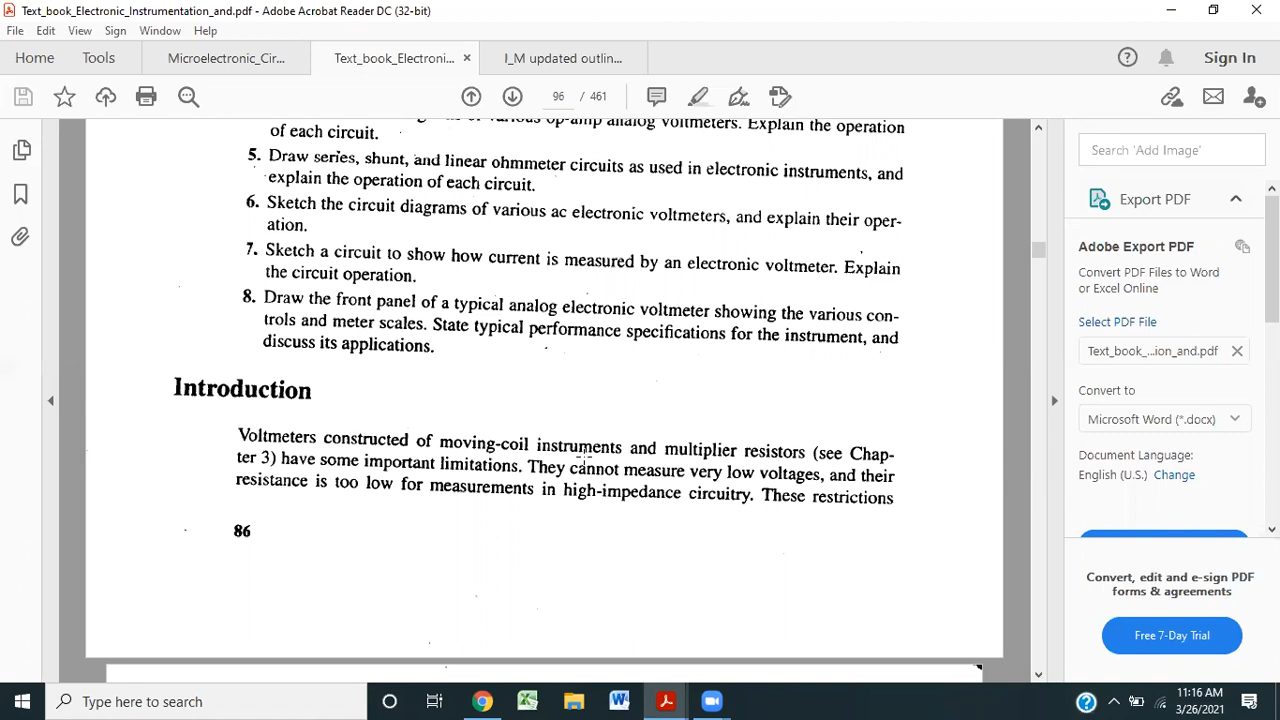 Text_book_Electronic_Instrumentation_and.pdf - Adobe Acrobat Reader DC (32-bit)
File Edit View Sign Window Help
Home Tools Microelectronic_Cir... Text_book_Electroni... × I_M updated outlin... Sign In
96 / 461
op-amp analog voltmeters. Explain the operation
of each circuit.
5. Draw series, shunt, and linear ohmmeter circuits as used in electronic instruments, and
explain the operation of each circuit.
6. Sketch the circuit diagrams of various ac electronic voltmeters, and explain their oper-
ation.
7. Sketch a circuit to show how current is measured by an electronic voltmeter. Explain
the circuit operation.
8. Draw the front panel of a typical analog electronic voltmeter showing the various con-
trols and meter scales. State typical performance specifications for the instrument, and
discuss its applications.
Introduction
Voltmeters constructed of moving-coil instruments and multiplier resistors (see Chap-
ter 3) have some important limitations. They cannot measure very low voltages, and their
resistance is too low for measurements in high-impedance circuitry. These restrictions
86
Search 'Add Image'
Export PDF
Adobe Export PDF
Convert PDF Files to Word
or Excel Online
Select PDF File
Text_book_...ion_and.pdf
Convert to
Microsoft Word (*.docx)
Document Language:
English (U.S.) Change
Convert, edit and e-sign PDF
forms & agreements
Free 7-Day Trial
Type here to search
11:16 AM
3/26/2021